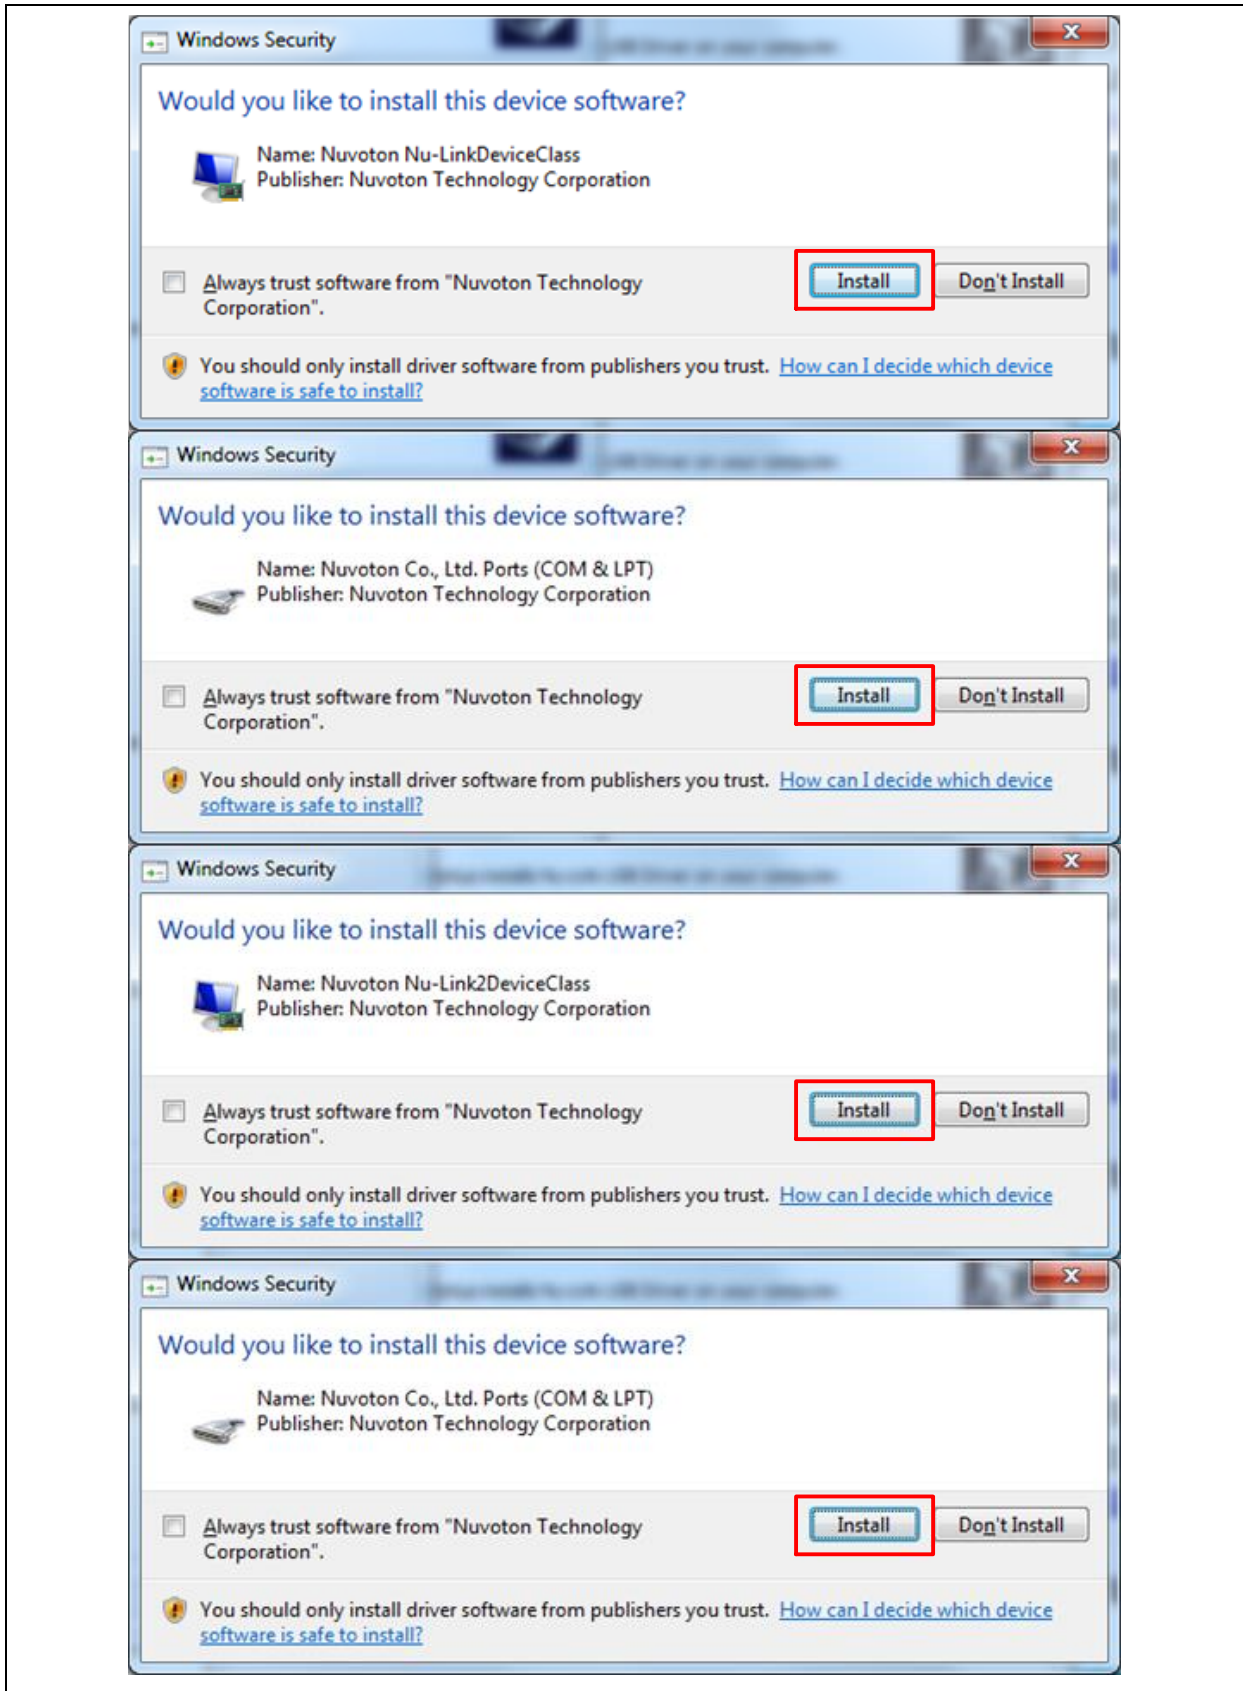 Windows Security
Would you like to install this device software?
Name: Nuvoton Nu-LinkDeviceClass
Publisher: Nuvoton Technology Corporation
Always trust software from "Nuvoton Technology
Corporation".
Install
Don't Install
You should only install driver software from publishers you trust. How can I decide which device
software is safe to install?
Windows Security
Would you like to install this device software?
Name: Nuvoton Co., Ltd. Ports (COM & LPT)
Publisher: Nuvoton Technology Corporation
Always trust software from "Nuvoton Technology
Corporation".
Install
Don't Install
You should only install driver software from publishers you trust. How can I decide which device
software is safe to install?
Windows Security
Would you like to install this device software?
Name: Nuvoton Nu-Link2DeviceClass
Publisher: Nuvoton Technology Corporation
Always trust software from "Nuvoton Technology
Corporation".
Install
Don't Install
You should only install driver software from publishers you trust. How can I decide which device
software is safe to install?
Windows Security
Would you like to install this device software?
Name: Nuvoton Co., Ltd. Ports (COM & LPT)
Publisher: Nuvoton Technology Corporation
Always trust software from "Nuvoton Technology
Corporation".
Install
Don't Install
You should only install driver software from publishers you trust. How can I decide which device
software is safe to install?